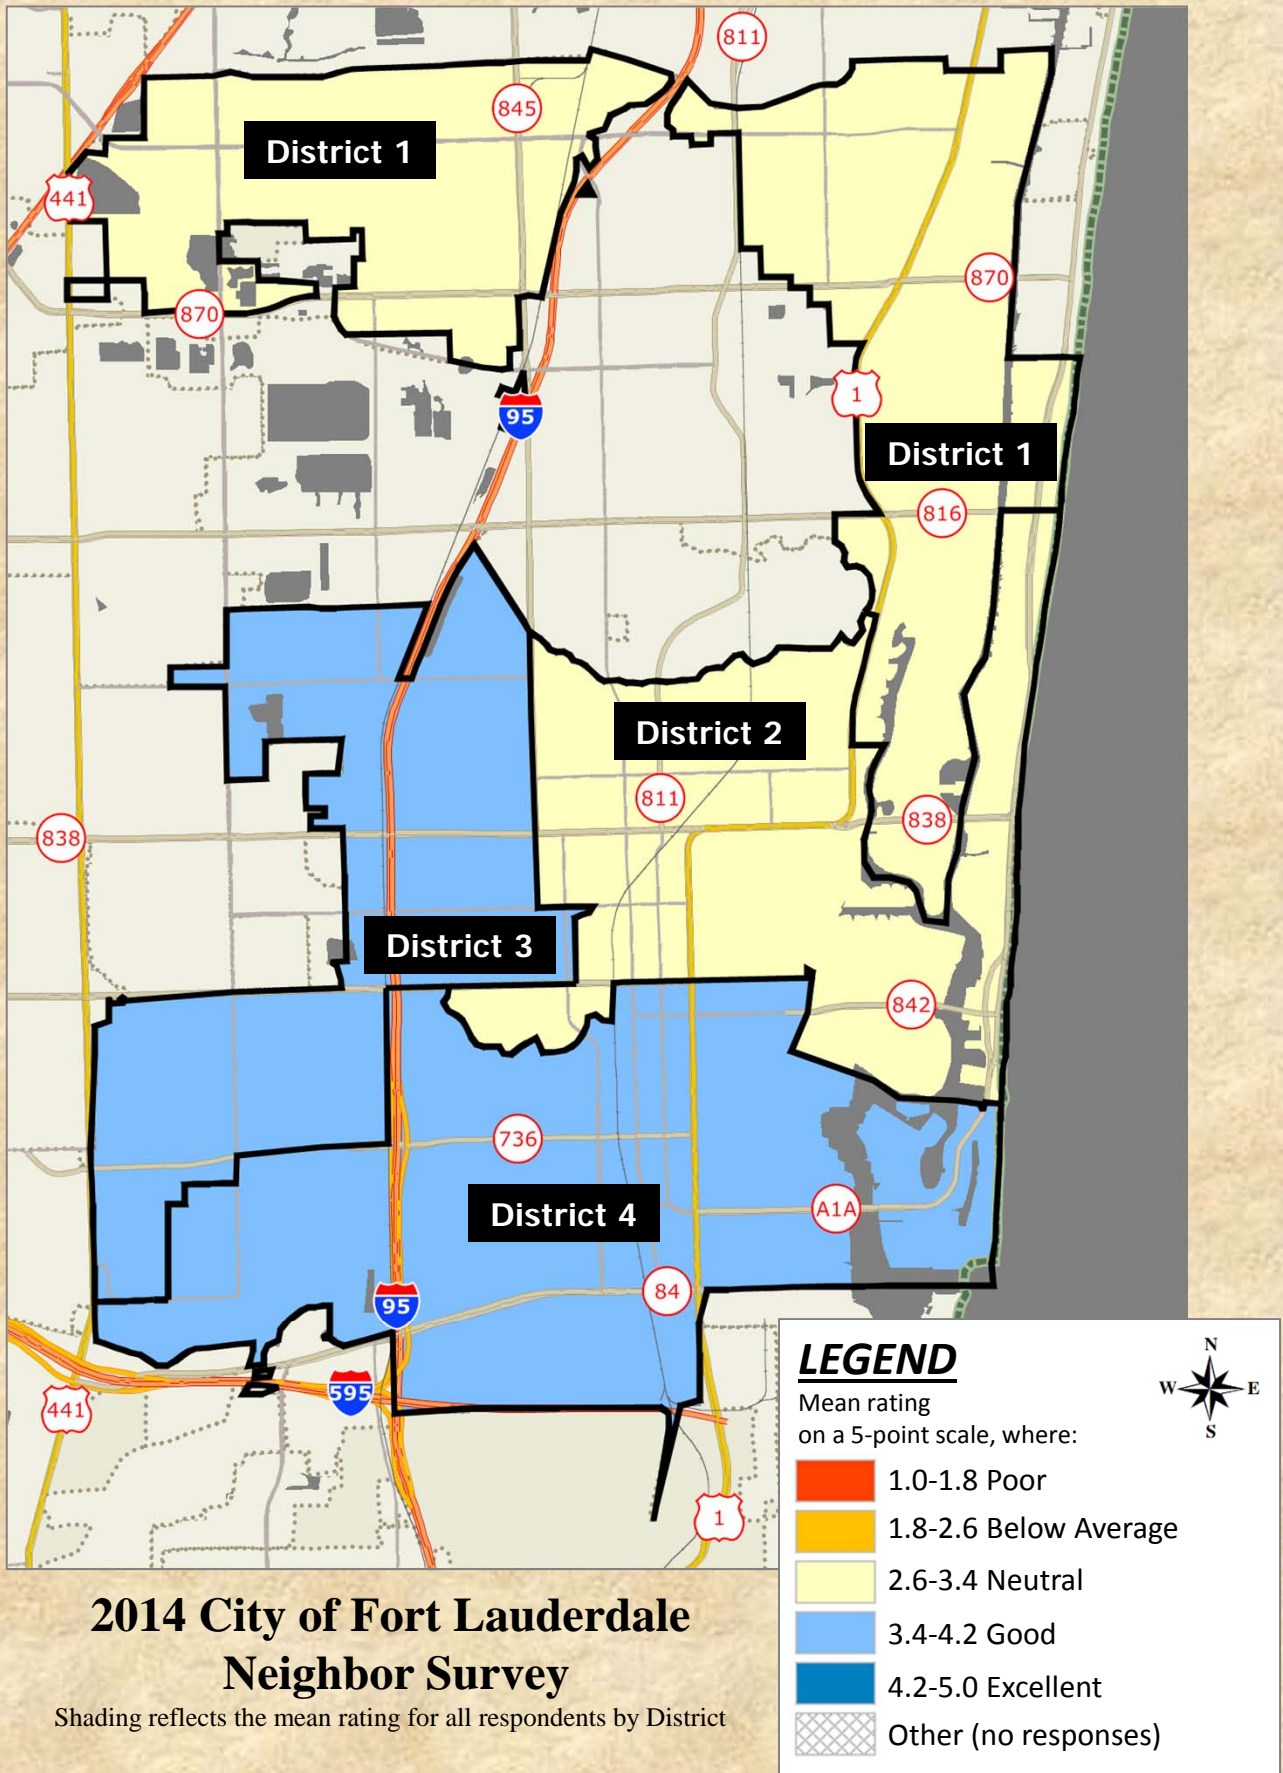 811
845
District 1
441
870
870
1
95
District 1
816
District 2
811
838
838
District 3
842
736
District 4
A1A
84
95
595
441
1
LEGEND
Mean rating
on a 5-point scale, where:
1.0-1.8 Poor
1.8-2.6 Below Average
2.6-3.4 Neutral
3.4-4.2 Good
4.2-5.0 Excellent
Other (no responses)
N
W E
S
2014 City of Fort Lauderdale
Neighbor Survey
Shading reflects the mean rating for all respondents by District